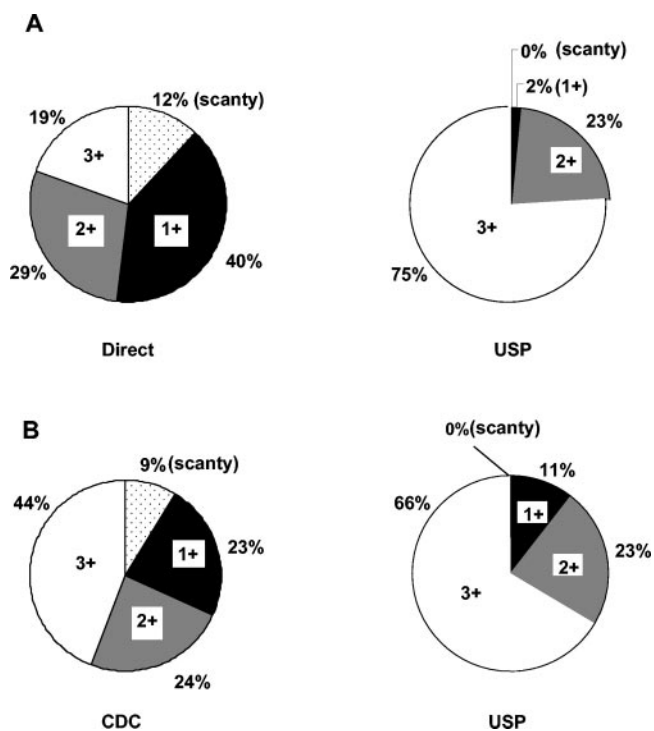 A
0% (scanty)
12% (scanty)
2% (1+)
19%
23%
3+
2+
2+
1+
3+
29%
40%
75%
Direct
USP
B
0% (scanty)
9% (scanty)
11%
44%
66%
1+
1+
23%
3+
2+
23%
2+
3+
24%
CDC
USP